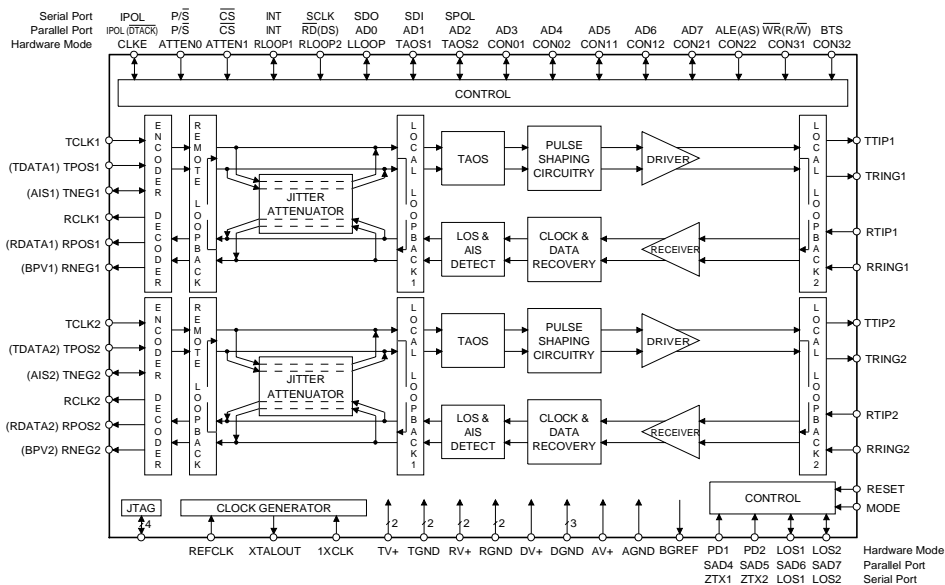 Serial Port IPOL P/S CS INT SCLK SDO SDI SPOL
Parallel Port IPOL (DTACK) P/S CS INT RD(DS) AD0 AD1 AD2 AD3 AD4 AD5 AD6 AD7 ALE(AS) WR(R/W) BTS
Hardware Mode CLKE ATTEN0 ATTEN1 RLOOP1 RLOOP2 LLOOP TAOS1 TAOS2 CON01 CON02 CON11 CON12 CON21 CON22 CON31 CON32
CONTROL
TCLK1
(TDATA1) TPOS1
(AIS1) TNEG1
RCLK1
(RDATA1) RPOS1
(BPV1) RNEG1
ENCODER
DECODER
REMOTE LOOPBACK
JITTER
ATTENUATOR
LOCAL LOOPBACK1
TAOS
PULSE
SHAPING
CIRCUITRY
DRIVER
LOS &
AIS
DETECT
CLOCK &
DATA
RECOVERY
RECEIVER
LOCAL LOOPBACK 2
TTIP1
TRING1
RTIP1
RRING1
TCLK2
(TDATA2) TPOS2
(AIS2) TNEG2
RCLK2
(RDATA2) RPOS2
(BPV2) RNEG2
ENCODER
DECODER
REMOTE LOOPBACK
JITTER
ATTENUATOR
LOCAL LOOPBACK1
TAOS
PULSE
SHAPING
CIRCUITRY
DRIVER
LOS &
AIS
DETECT
CLOCK &
DATA
RECOVERY
RECEIVER
LOCAL LOOPBACK2
TTIP2
TRING2
RTIP2
RRING2
JTAG
4
CLOCK GENERATOR
2 2 2 2 3
CONTROL
RESET
MODE
REFCLK XTALOUT 1XCLK TV+ TGND RV+ RGND DV+ DGND AV+ AGND BGREF PD1 PD2 LOS1 LOS2 Hardware Mode
SAD4 SAD5 SAD6 SAD7 Parallel Port
ZTX1 ZTX2 LOS1 LOS2 Serial Port